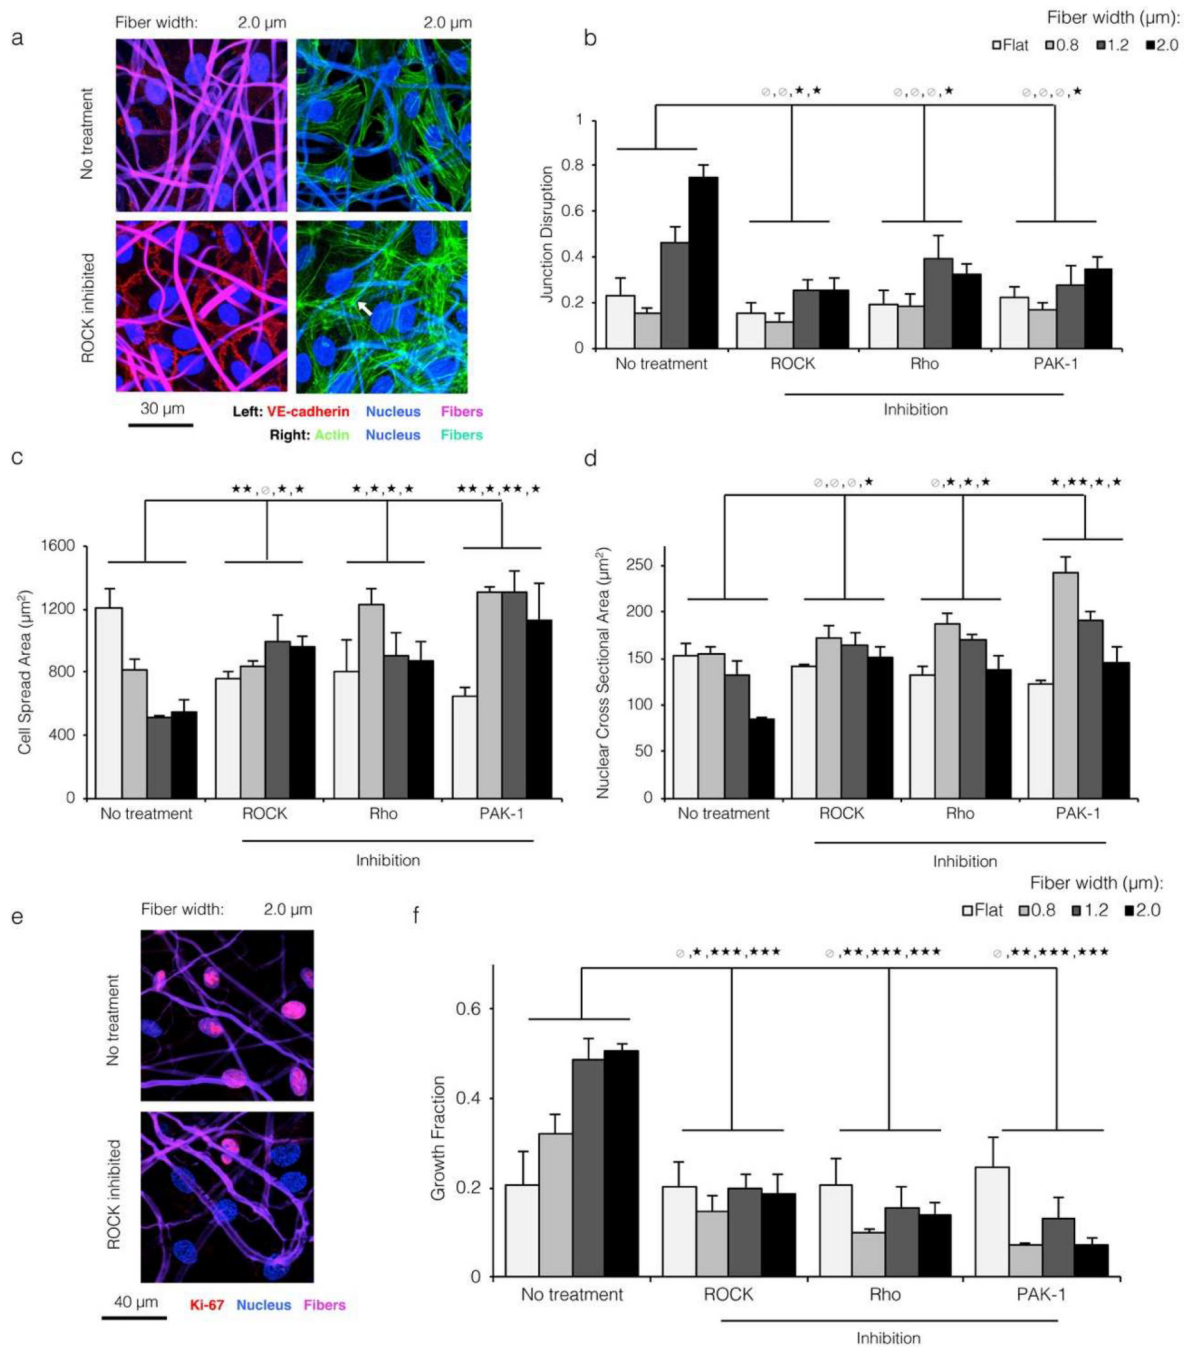 a
Fiber width: 2.0 µm 2.0 µm
No treatment
ROCK inhibited
30 µm
Left: VE-cadherin Nucleus Fibers
Right: Actin Nucleus Fibers
b
Fiber width (µm):
Flat 0.8 1.2 2.0
∅,∅,★,★ ∅,∅,∅,★ ∅,∅,∅,★
Junction Disruption
1
0.8
0.6
0.4
0.2
0
No treatment ROCK Rho PAK-1
Inhibition
c
★★,∅,★,★ ★,★,★,★ ★★,★,★★,★
Cell Spread Area (µm²)
1600
1200
800
400
0
No treatment ROCK Rho PAK-1
Inhibition
d
∅,∅,∅,★ ∅,★,★,★ ★,★★,★,★
Nuclear Cross Sectional Area (µm²)
250
200
150
100
50
0
No treatment ROCK Rho PAK-1
Inhibition
e
Fiber width: 2.0 µm
No treatment
ROCK inhibited
40 µm
Ki-67 Nucleus Fibers
f
Fiber width (µm):
Flat 0.8 1.2 2.0
∅,★,★★★,★★★ ∅,★★,★★★,★★★ ∅,★★,★★★,★★★
Growth Fraction
0.6
0.4
0.2
0
No treatment ROCK Rho PAK-1
Inhibition